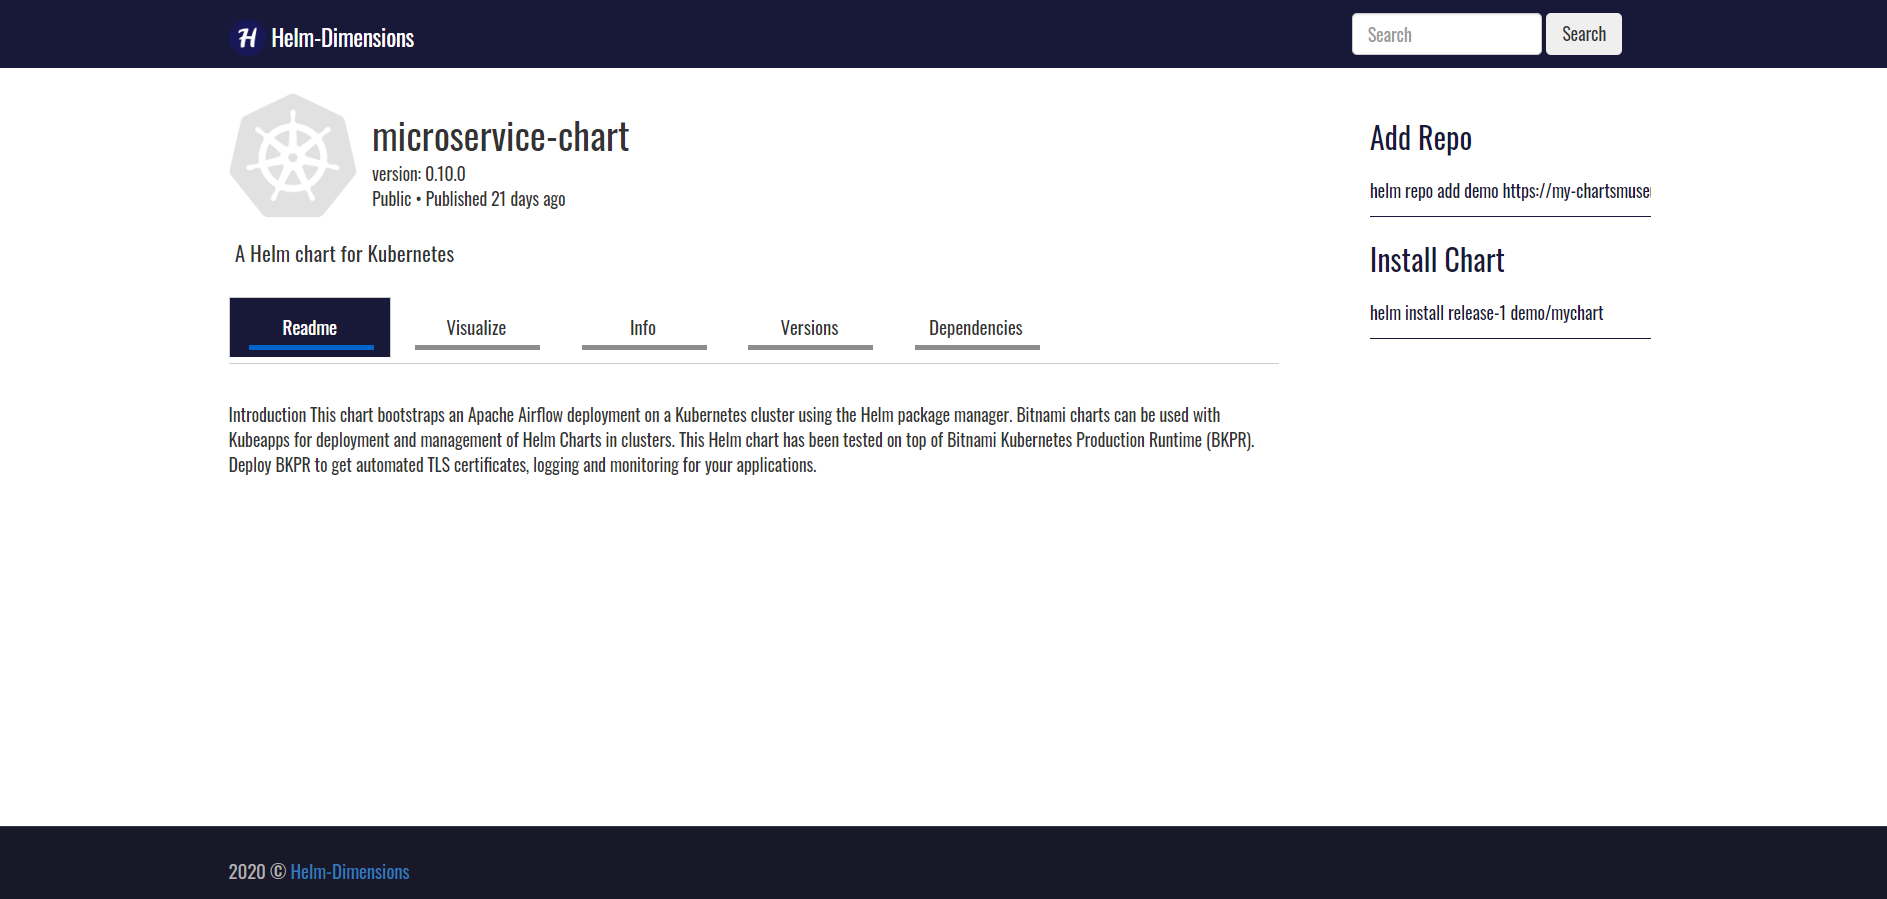 H Helm-Dimensions
Search Search
microservice-chart
version: 0.10.0
Public • Published 21 days ago
A Helm chart for Kubernetes
Readme Visualize Info Versions Dependencies
Introduction This chart bootstraps an Apache Airflow deployment on a Kubernetes cluster using the Helm package manager. Bitnami charts can be used with
Kubeapps for deployment and management of Helm Charts in clusters. This Helm chart has been tested on top of Bitnami Kubernetes Production Runtime (BKPR).
Deploy BKPR to get automated TLS certificates, logging and monitoring for your applications.
Add Repo
helm repo add demo https://my-chartsmuse
Install Chart
helm install release-1 demo/mychart
2020 © Helm-Dimensions